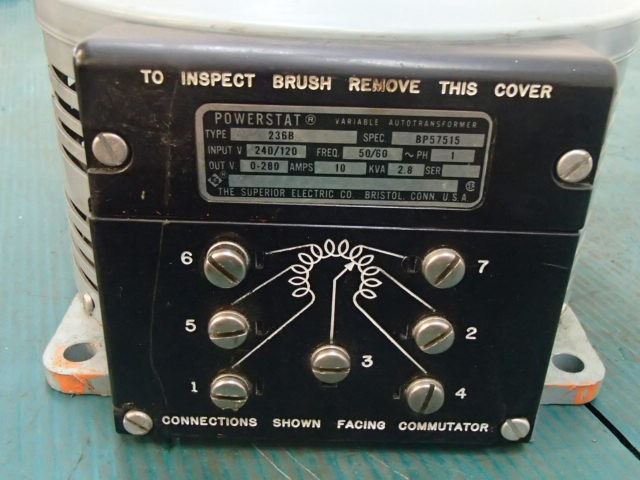 TO INSPECT BRUSH REMOVE THIS COVER
POWERSTAT® VARIABLE AUTOTRANSFORMER
TYPE 236B SPEC. BP57515
INPUT V 240/120 FREQ. 50/60 ~ PH 1
OUT V. 0-280 AMPS 10 KVA 2.8 SER
THE SUPERIOR ELECTRIC CO. BRISTOL, CONN. U.S.A.
6 7
5 2
3
1 4
CONNECTIONS SHOWN FACING COMMUTATOR